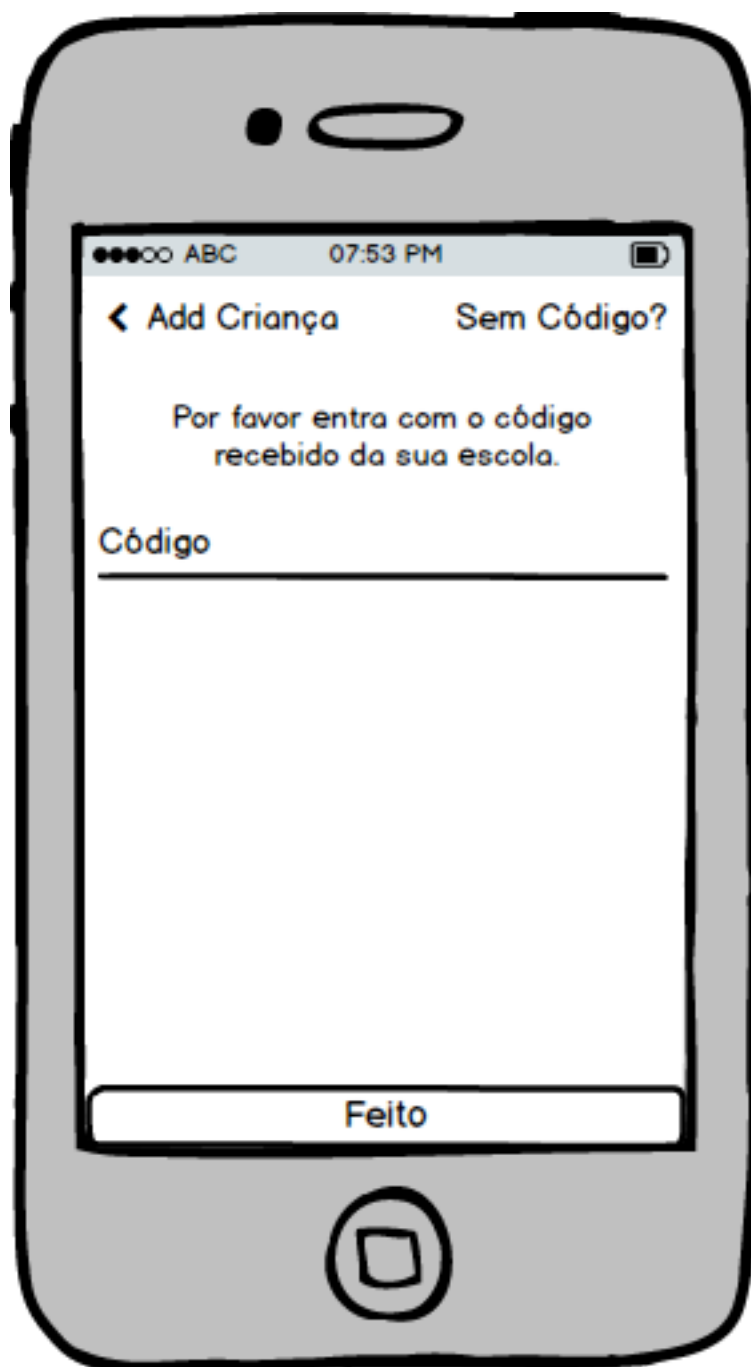 ABC 07:53 PM
Add Criança Sem Código?
Por favor entra com o código
recebido da sua escola.
Código
Feito